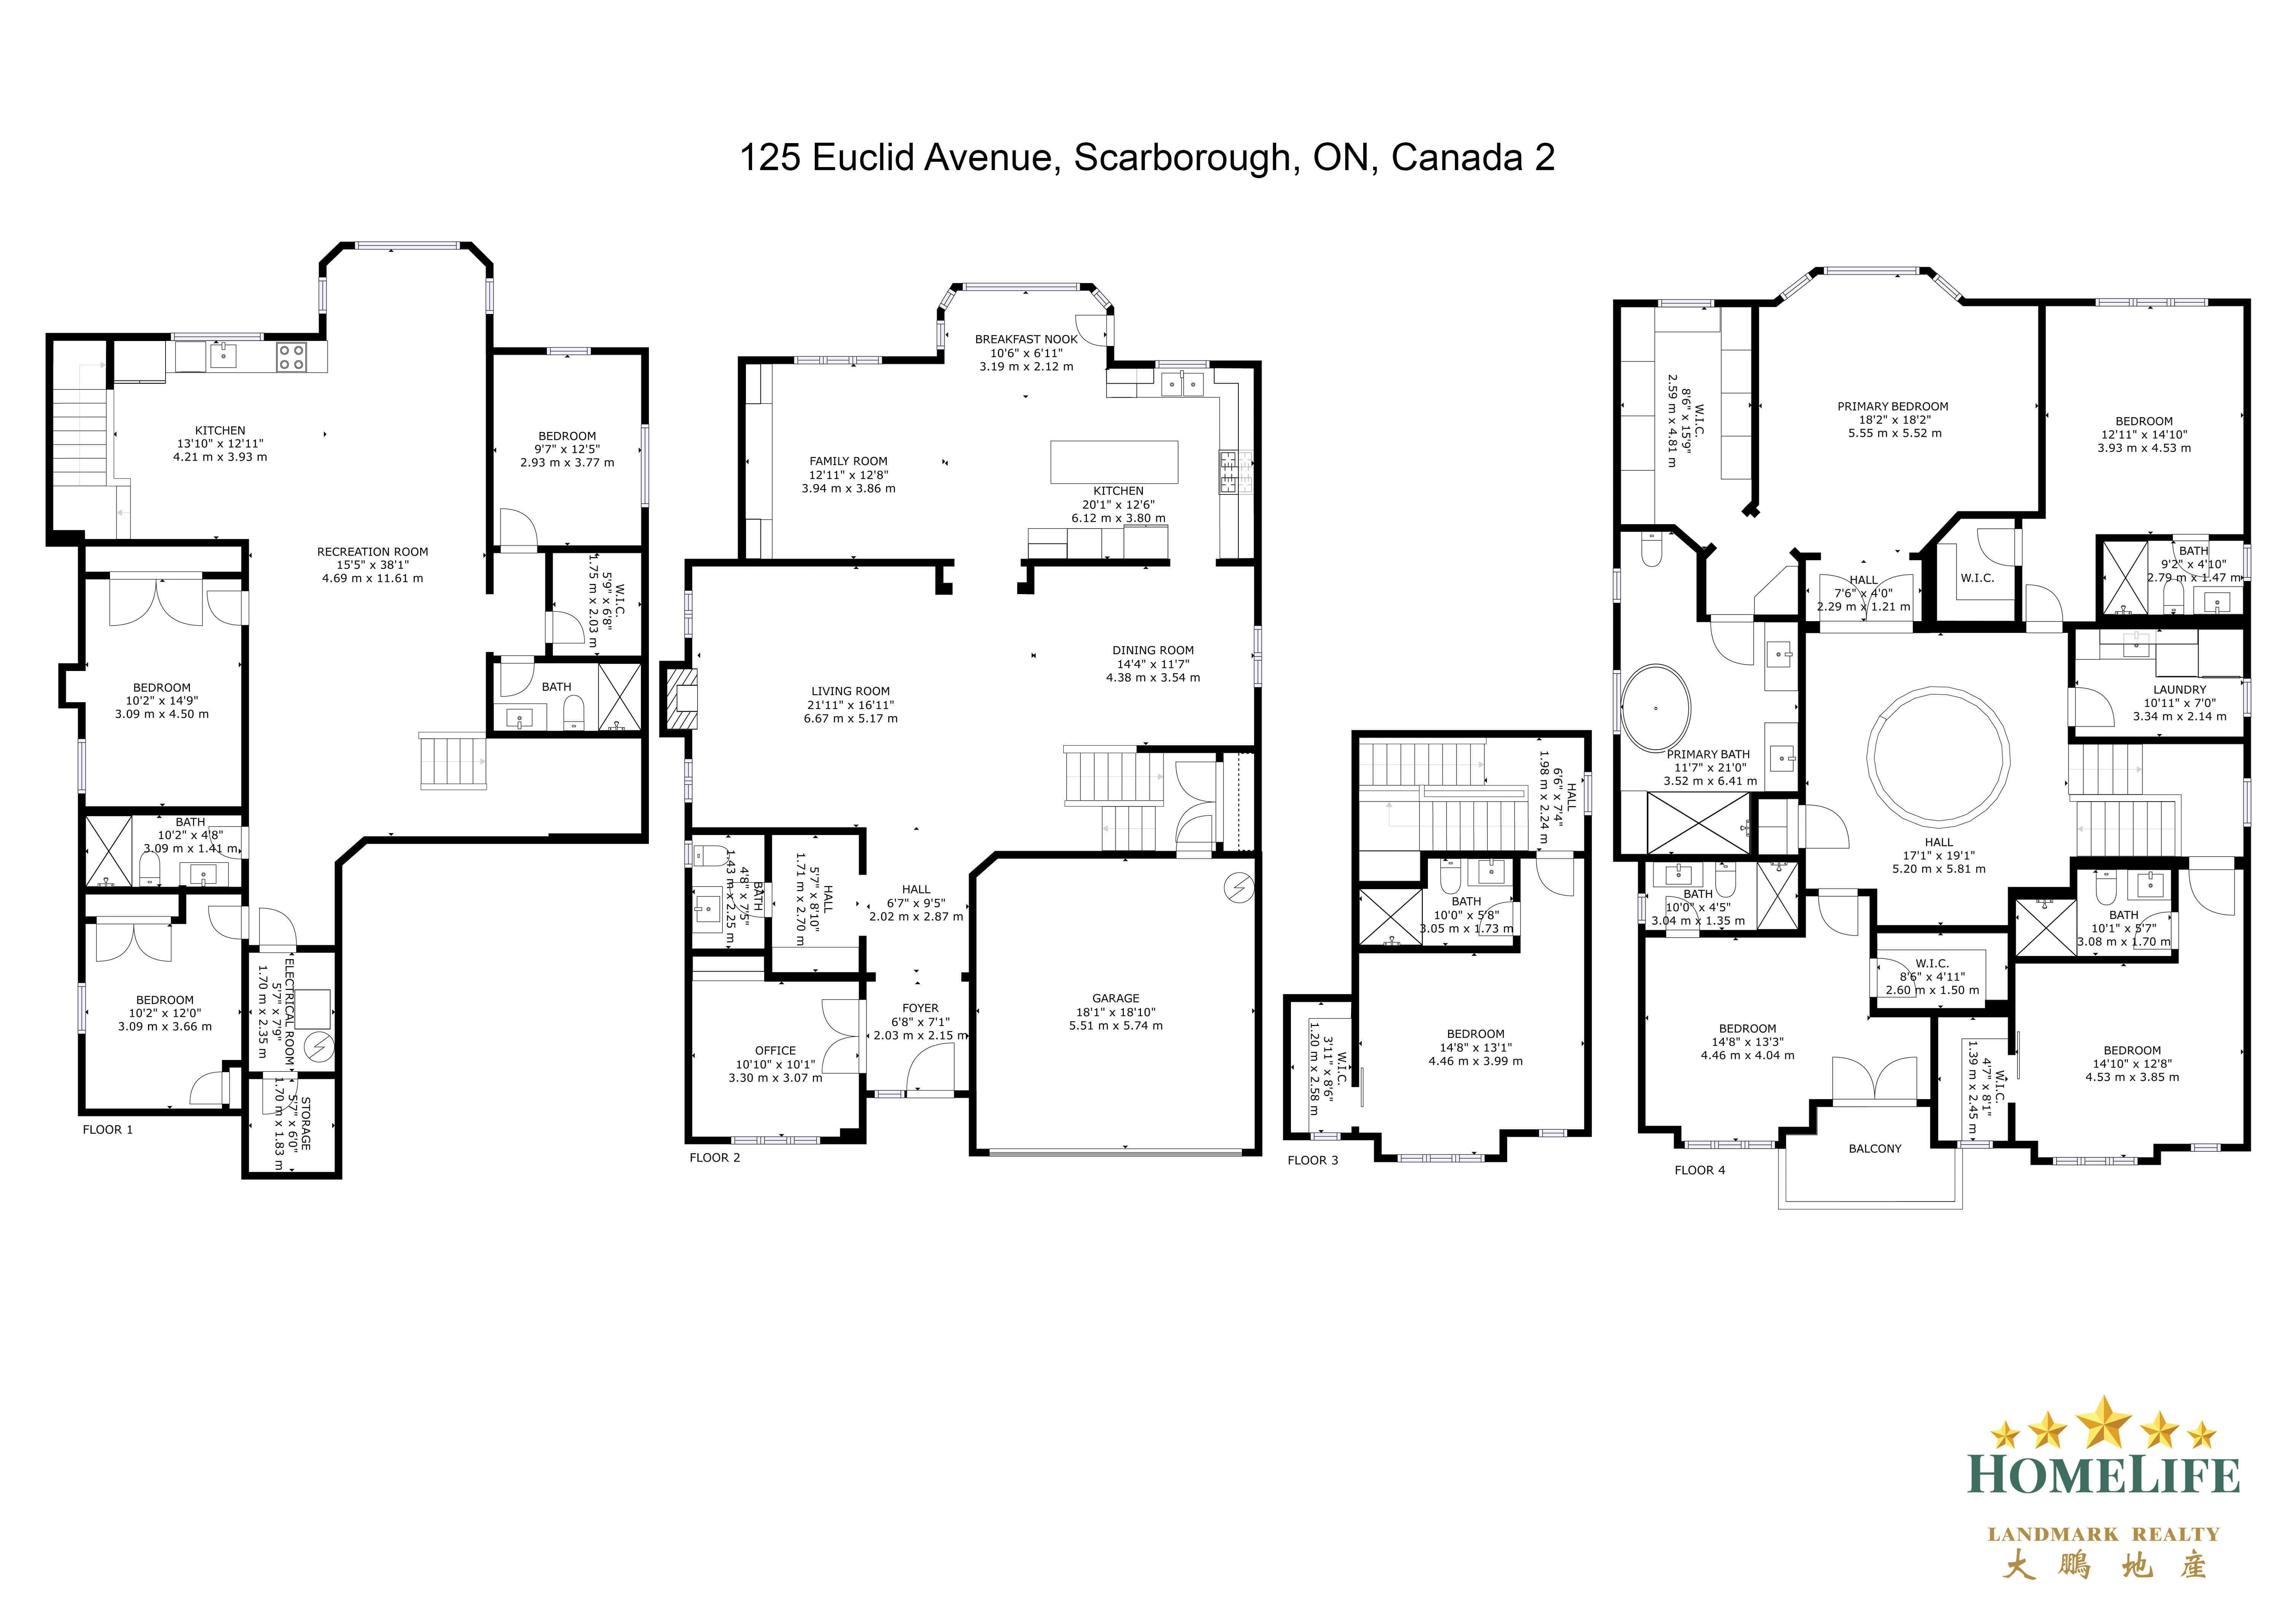 125 Euclid Avenue, Scarborough, ON, Canada 2
KITCHEN
13'10" x 12'11"
4.21 m x 3.93 m
BEDROOM
9'7" x 12'5"
2.93 m x 3.77 m
RECREATION ROOM
15'5" x 38'1"
4.69 m x 11.61 m
W.I.C.
5'9" x 6'8"
1.75 m x 2.03 m
BEDROOM
10'2" x 14'9"
3.09 m x 4.50 m
BATH
BATH
10'2" x 4'8"
3.09 m x 1.41 m
BEDROOM
10'2" x 12'0"
3.09 m x 3.66 m
ELECTRICAL ROOM
5'7" x 7'9"
1.70 m x 2.35 m
STORAGE
5'7" x 6'0"
1.70 m x 1.83 m
FLOOR 1
BREAKFAST NOOK
10'6" x 6'11"
3.19 m x 2.12 m
FAMILY ROOM
12'11" x 12'8"
3.94 m x 3.86 m
KITCHEN
20'1" x 12'6"
6.12 m x 3.80 m
DINING ROOM
14'4" x 11'7"
4.38 m x 3.54 m
LIVING ROOM
21'11" x 16'11"
6.67 m x 5.17 m
BATH
4'8" x 7'5"
1.43 m x 2.25 m
HALL
5'7" x 8'10"
1.71 m x 2.70 m
HALL
6'7" x 9'5"
2.02 m x 2.87 m
FOYER
6'8" x 7'1"
2.03 m x 2.15 m
GARAGE
18'1" x 18'10"
5.51 m x 5.74 m
OFFICE
10'10" x 10'1"
3.30 m x 3.07 m
FLOOR 2
HALL
6'6" x 7'4"
1.98 m x 2.24 m
BATH
10'0" x 5'8"
3.05 m x 1.73 m
BEDROOM
14'8" x 13'1"
4.46 m x 3.99 m
W.I.C.
3'11" x 8'6"
1.20 m x 2.58 m
FLOOR 3
W.I.C.
8'6" x 15'9"
2.59 m x 4.81 m
PRIMARY BEDROOM
18'2" x 18'2"
5.55 m x 5.52 m
BEDROOM
12'11" x 14'10"
3.93 m x 4.53 m
BATH
9'2" x 4'10"
2.79 m x 1.47 m
W.I.C.
HALL
7'6" x 4'0"
2.29 m x 1.21 m
LAUNDRY
10'11" x 7'0"
3.34 m x 2.14 m
PRIMARY BATH
11'7" x 21'0"
3.52 m x 6.41 m
HALL
17'1" x 19'1"
5.20 m x 5.81 m
BATH
10'0" x 4'5"
3.04 m x 1.35 m
BATH
10'1" x 5'7"
3.08 m x 1.70 m
W.I.C.
8'6" x 4'11"
2.60 m x 1.50 m
BEDROOM
14'8" x 13'3"
4.46 m x 4.04 m
W.I.C.
4'7" x 8'1"
1.39 m x 2.45 m
BEDROOM
14'10" x 12'8"
4.53 m x 3.85 m
BALCONY
FLOOR 4
HOMELIFE
LANDMARK REALTY
大鵬地產